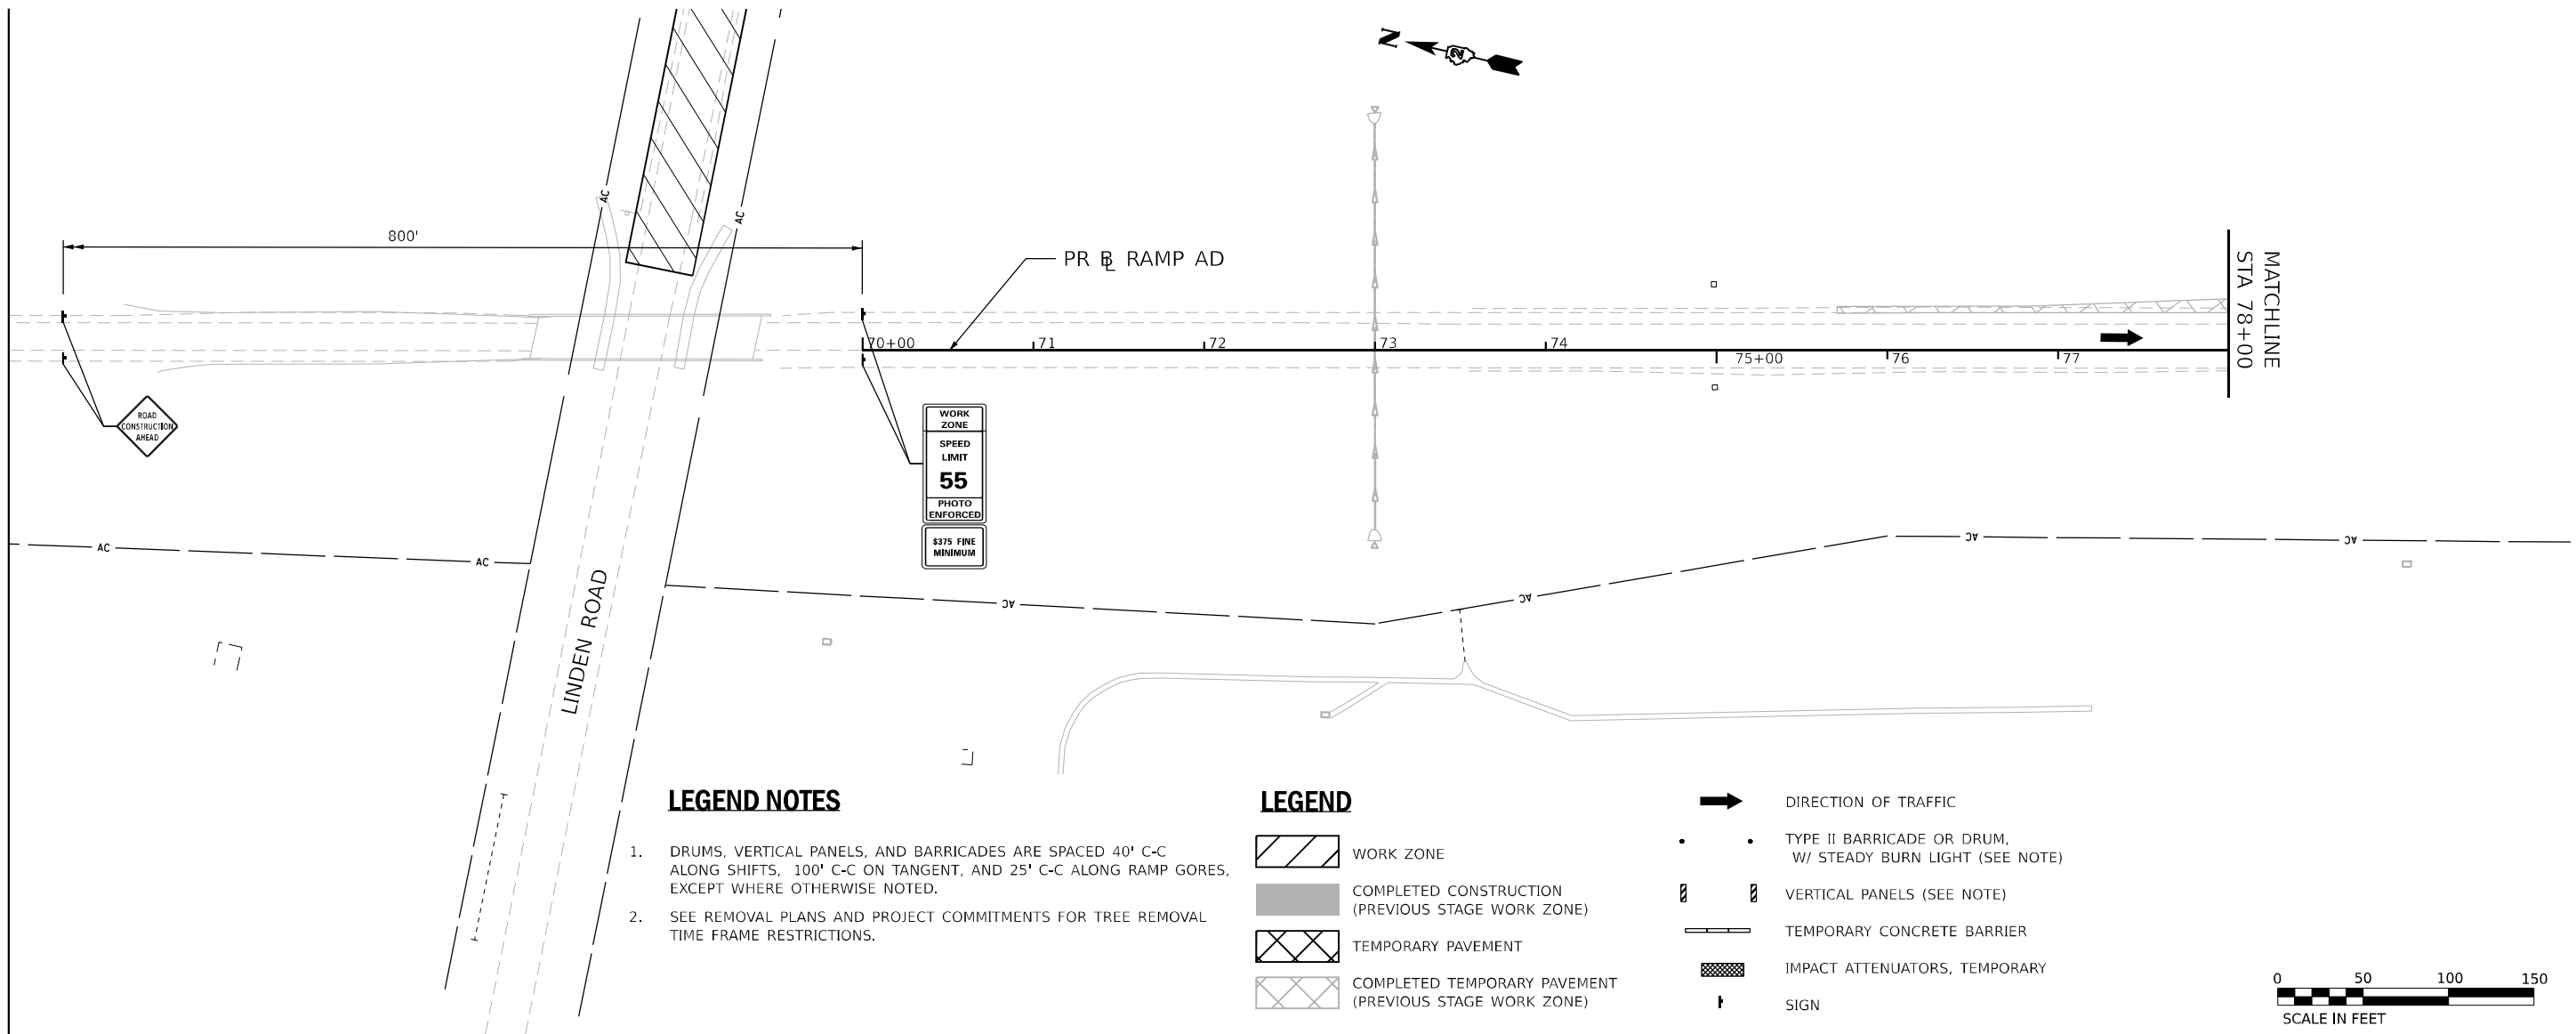 N
2
AC
AC
800'
PR BL RAMP AD
MATCHLINE
STA 78+00
70+00
71
72
73
74
75+00
76
77
ROAD
CONSTRUCTION
AHEAD
WORK
ZONE
SPEED
LIMIT
55
PHOTO
ENFORCED
$375 FINE
MINIMUM
AC
AC
AC
AC
AC
AC
LINDEN ROAD
LEGEND NOTES
1. DRUMS, VERTICAL PANELS, AND BARRICADES ARE SPACED 40' C-C
ALONG SHIFTS, 100' C-C ON TANGENT, AND 25' C-C ALONG RAMP GORES,
EXCEPT WHERE OTHERWISE NOTED.
2. SEE REMOVAL PLANS AND PROJECT COMMITMENTS FOR TREE REMOVAL
TIME FRAME RESTRICTIONS.
LEGEND
WORK ZONE
COMPLETED CONSTRUCTION
(PREVIOUS STAGE WORK ZONE)
TEMPORARY PAVEMENT
COMPLETED TEMPORARY PAVEMENT
(PREVIOUS STAGE WORK ZONE)
DIRECTION OF TRAFFIC
TYPE II BARRICADE OR DRUM,
W/ STEADY BURN LIGHT (SEE NOTE)
VERTICAL PANELS (SEE NOTE)
TEMPORARY CONCRETE BARRIER
IMPACT ATTENUATORS, TEMPORARY
SIGN
0 50 100 150
SCALE IN FEET